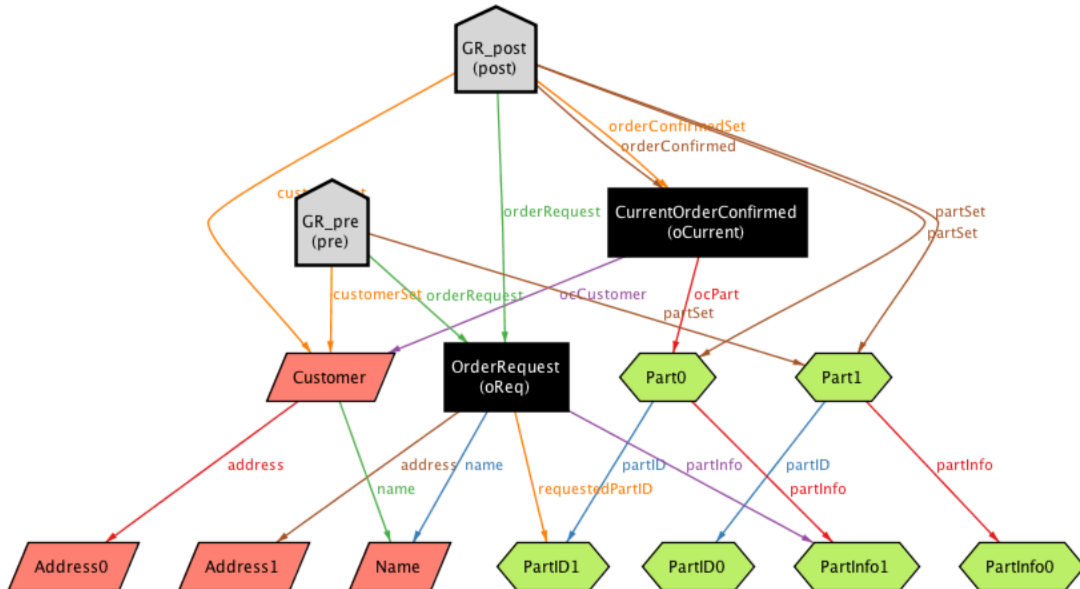 GR_post
(post)
orderConfirmedSet
orderConfirmed
GR_pre
(pre)
orderRequest
CurrentOrderConfirmed
(oCurrent)
partSet
partSet
customerSet
orderRequest
ocCustomer
ocPart
partSet
Customer
OrderRequest
(oReq)
Part0
Part1
address
address
name
partID
partInfo
partID
partInfo
name
requestedPartID
partInfo
Address0
Address1
Name
PartID1
PartID0
PartInfo1
PartInfo0